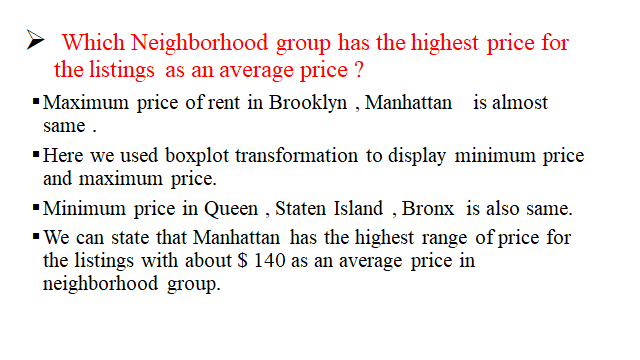 ➢ Which Neighborhood group has the highest price for
the listings as an average price ?
▪ Maximum price of rent in Brooklyn , Manhattan is almost
same .
▪ Here we used boxplot transformation to display minimum price
and maximum price.
▪ Minimum price in Queen , Staten Island , Bronx is also same.
▪ We can state that Manhattan has the highest range of price for
the listings with about $ 140 as an average price in
neighborhood group.